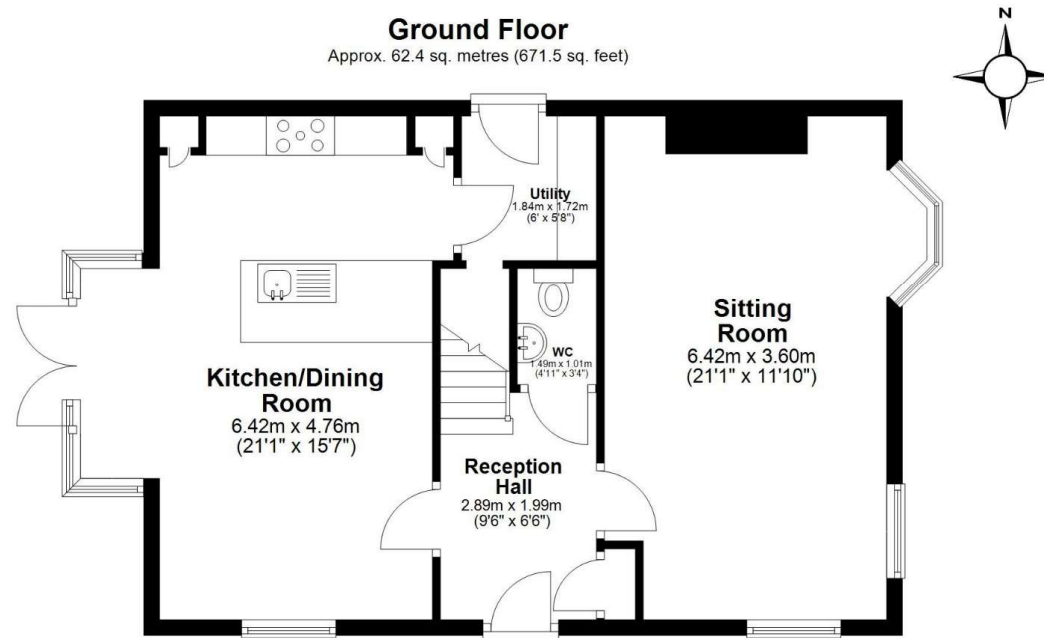 Ground Floor
Approx. 62.4 sq. metres (671.5 sq. feet)
N
Utility
1.84m x 1.72m
(6' x 5'8")
Sitting
Room
6.42m x 3.60m
(21'1" x 11'10")
WC
1.49m x 1.01m
(4'11" x 3'4")
Kitchen/Dining
Room
6.42m x 4.76m
(21'1" x 15'7")
Reception
Hall
2.89m x 1.99m
(9'6" x 6'6")